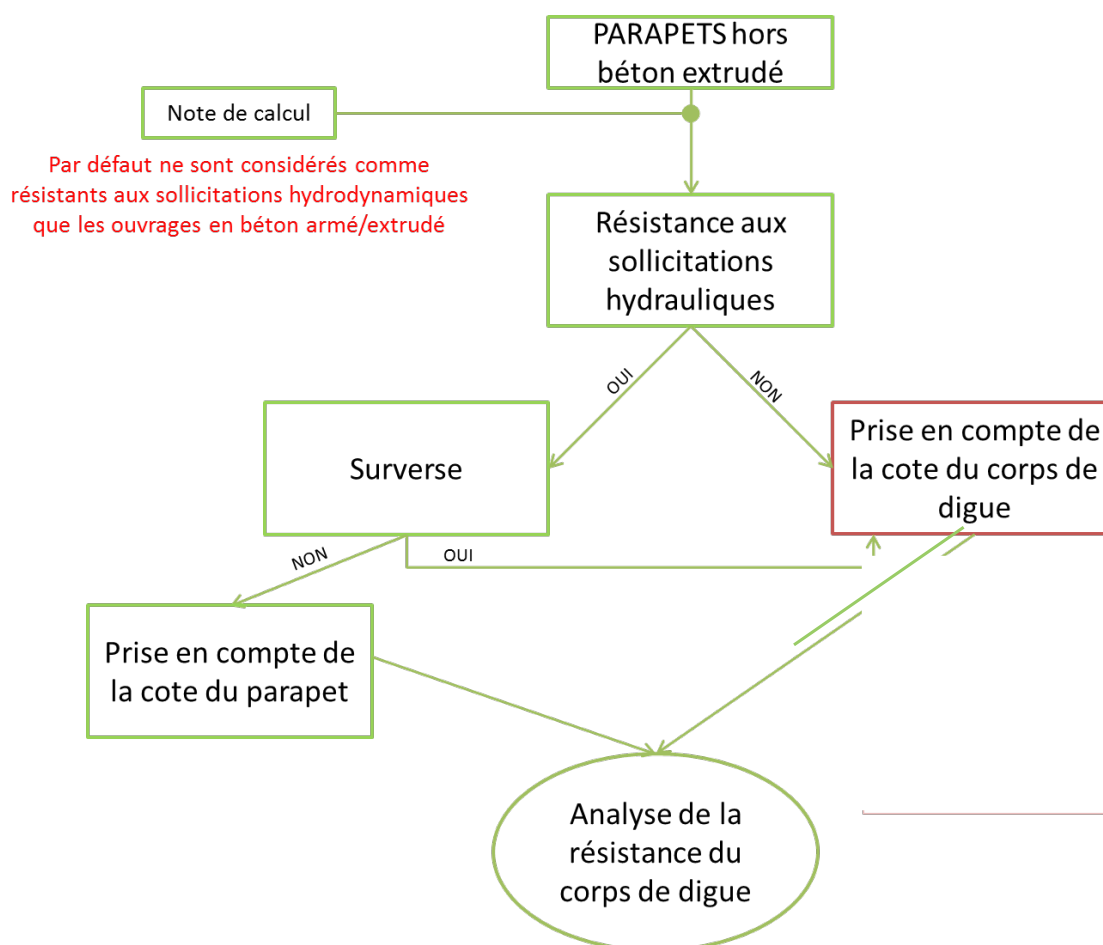 PARAPETS hors
béton extrudé
Note de calcul
Par défaut ne sont considérés comme
résistants aux sollicitations hydrodynamiques
que les ouvrages en béton armé/extrudé
Résistance aux
sollicitations
hydrauliques
OUI
NON
Surverse
Prise en compte de
la cote du corps de
digue
NON
OUI
Prise en compte de
la cote du parapet
Analyse de la
résistance du
corps de digue